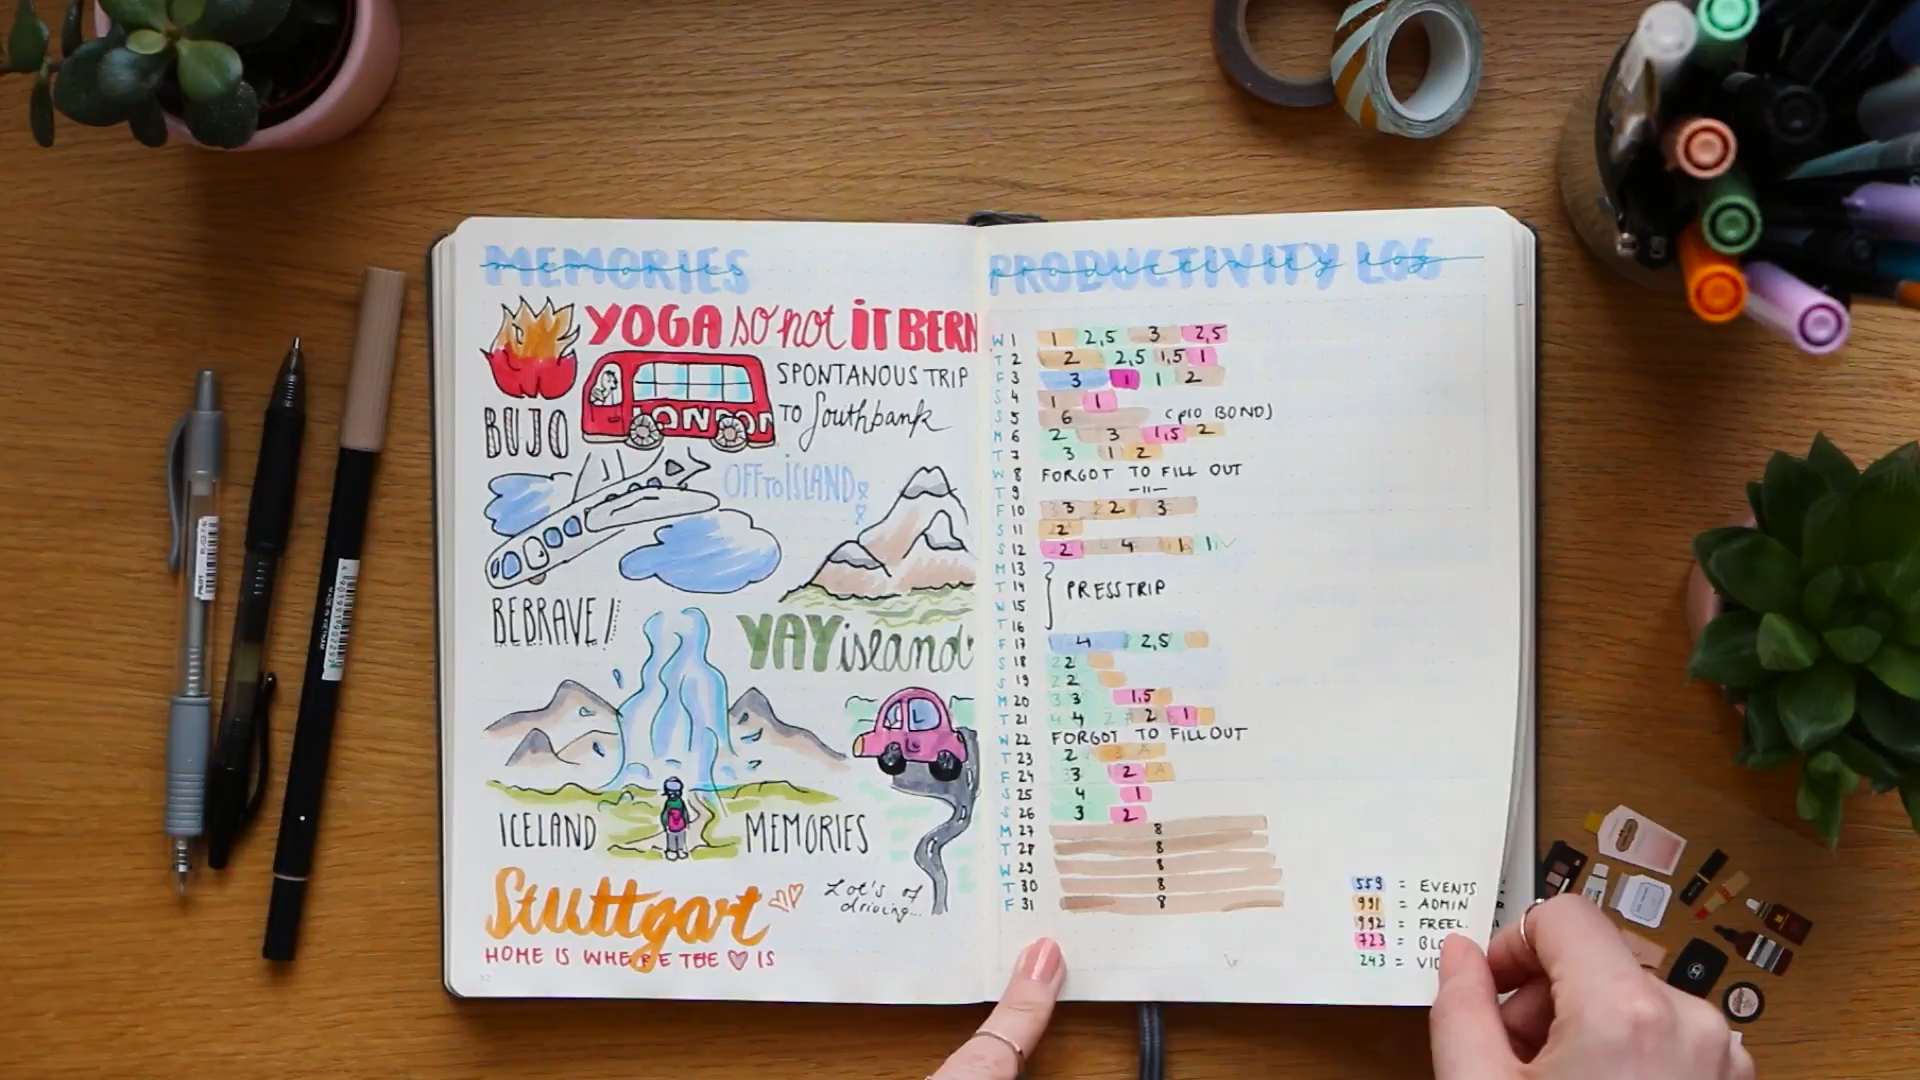 MEMORIES
memories
YOGA so not iT BERN
BUJO
LONDON
SPONTANOUS TRIP
TO Southbank
OFF TO iSLAND
BEBRAVE!
YAY island
ICELAND MEMORIES
Stuttgart
Lot's of
driving...
HOME IS WHERE THE IS
PRODUCTIVITY LOG
productivity log
W 1 1 2,5 3 2,5
T 2 2 2,5 1,5 1
F 3 3 1 1 2
S 4 1 1
S 5 6 (pro BOND)
M 6 2 3 1,5 2
T 7 3 1 2
W 8 FORGOT TO FILL OUT
T 9 -11-
F 10 3 2 3
S 11 2
S 12 2 4 1 1
M 13
T 14 PRESSTRIP
W 15
T 16
F 17 4 2,5
S 18 2
S 19 2
M 20 3 1,5
T 21 4 2 1
W 22 FORGOT TO FILL OUT
T 23 2
F 24 3 2
S 25 4 1
S 26 3 2
M 27 8
T 28 8
W 29 8
T 30 8
F 31 8
559 = EVENTS
991 = ADMIN
992 = FREEL.
723 = BLO
243 = VI